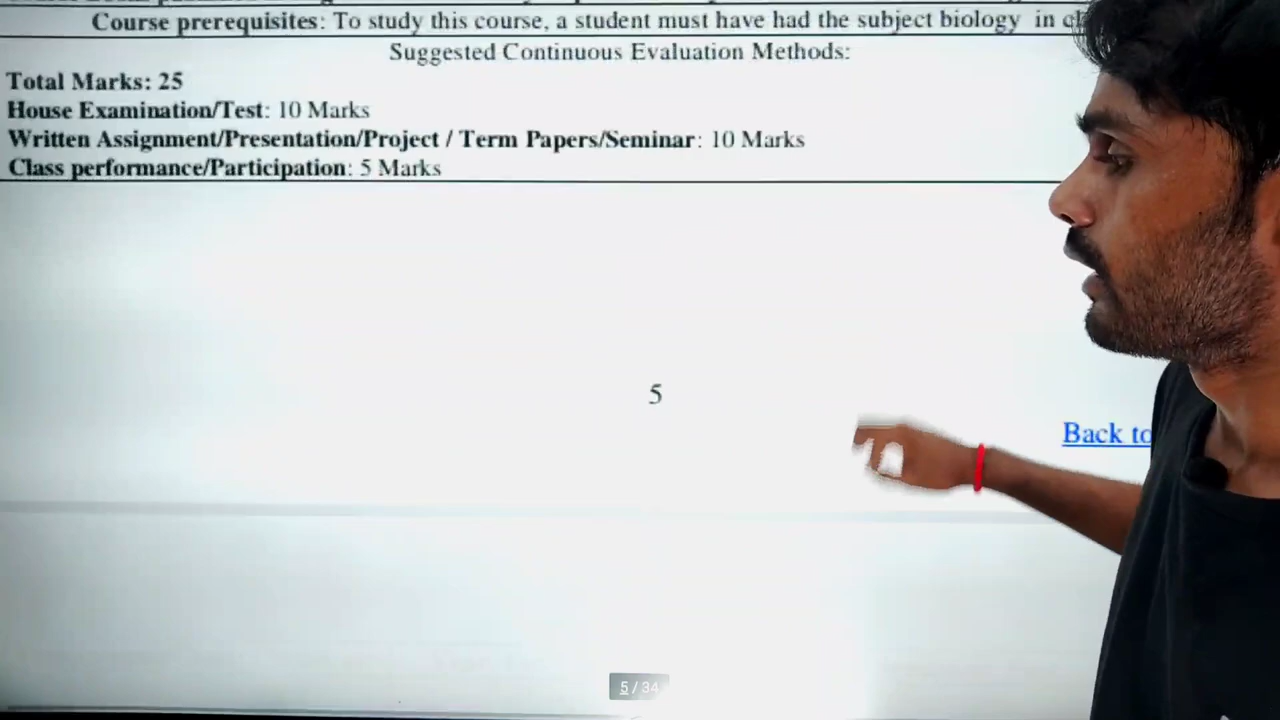 Course prerequisites: To study this course, a student must have had the subject biology in
Suggested Continuous Evaluation Methods:
Total Marks: 25
House Examination/Test: 10 Marks
Written Assignment/Presentation/Project / Term Papers/Seminar: 10 Marks
Class performance/Participation: 5 Marks
5
Back to
5 / 34